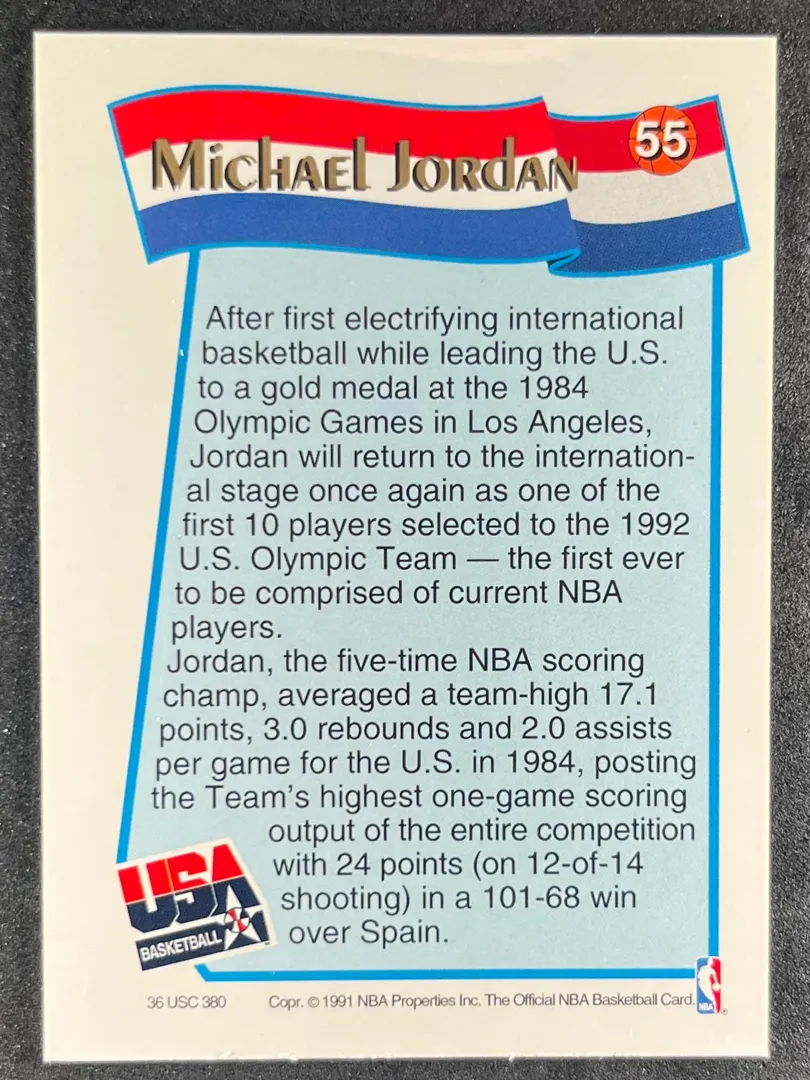 Michael Jordan
55
After first electrifying international
basketball while leading the U.S.
to a gold medal at the 1984
Olympic Games in Los Angeles,
Jordan will return to the internation-
al stage once again as one of the
first 10 players selected to the 1992
U.S. Olympic Team — the first ever
to be comprised of current NBA
players.
Jordan, the five-time NBA scoring
champ, averaged a team-high 17.1
points, 3.0 rebounds and 2.0 assists
per game for the U.S. in 1984, posting
the Team's highest one-game scoring
output of the entire competition
with 24 points (on 12-of-14
shooting) in a 101-68 win
over Spain.
USA
BASKETBALL
36 USC 380
Copr. © 1991 NBA Properties Inc. The Official NBA Basketball Card.
NBA